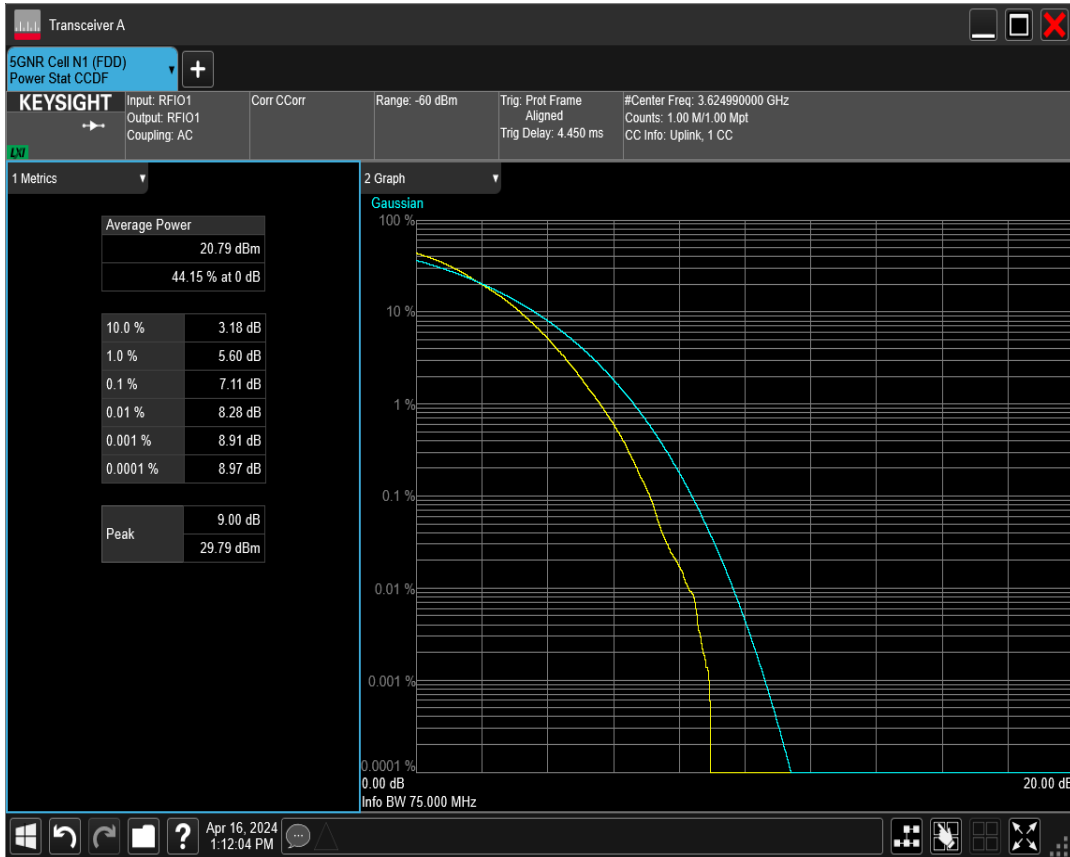 Transceiver A
5GNR Cell N1 (FDD)
Power Stat CCDF
KEYSIGHT
LXI
Input: RFIO1
Output: RFIO1
Coupling: AC
Corr CCorr
Range: -60 dBm
Trig: Prot Frame
Aligned
Trig Delay: 4.450 ms
#Center Freq: 3.624990000 GHz
Counts: 1.00 M/1.00 Mpt
CC Info: Uplink, 1 CC
1 Metrics
Average Power
20.79 dBm
44.15 % at 0 dB
10.0 % 3.18 dB
1.0 % 5.60 dB
0.1 % 7.11 dB
0.01 % 8.28 dB
0.001 % 8.91 dB
0.0001 % 8.97 dB
Peak
9.00 dB
29.79 dBm
2 Graph
Gaussian
100 %
10 %
1 %
0.1 %
0.01 %
0.001 %
0.0001 %
0.00 dB 20.00 dB
Info BW 75.000 MHz
Apr 16, 2024
1:12:04 PM